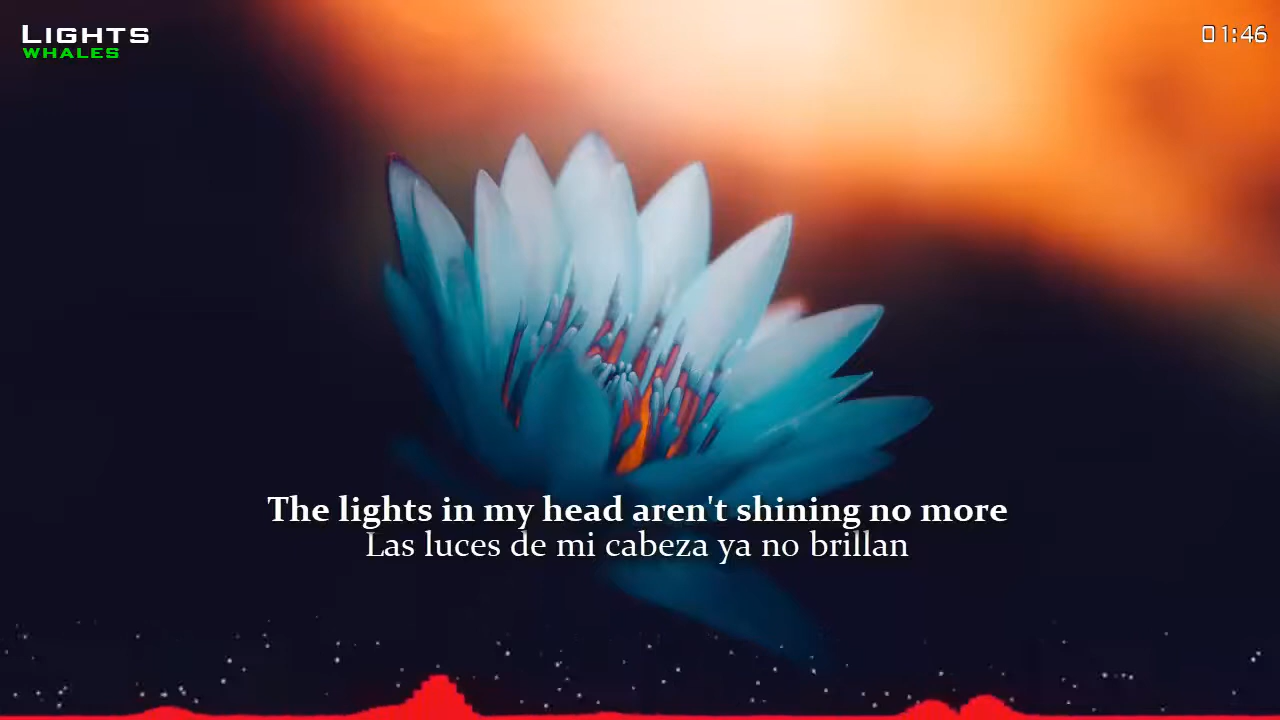 LIGHTS
WHALES
01:46
The lights in my head aren't shining no more
Las luces de mi cabeza ya no brillan